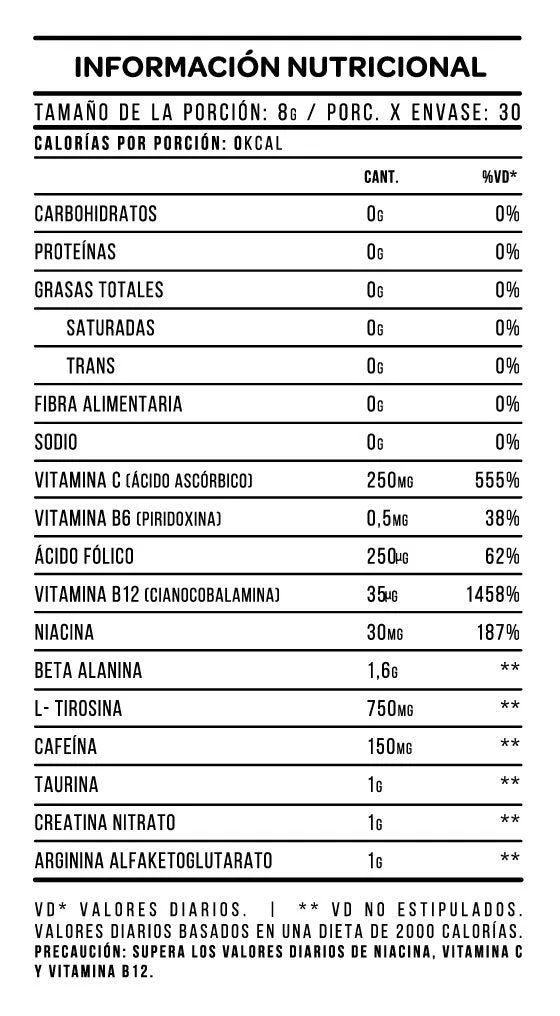 INFORMACIÓN NUTRICIONAL
TAMAÑO DE LA PORCIÓN: 8G / PORC. X ENVASE: 30
CALORÍAS POR PORCIÓN: 0KCAL
CANT. %VD*
CARBOHIDRATOS 0G 0%
PROTEÍNAS 0G 0%
GRASAS TOTALES 0G 0%
SATURADAS 0G 0%
TRANS 0G 0%
FIBRA ALIMENTARIA 0G 0%
SODIO 0G 0%
VITAMINA C (ÁCIDO ASCÓRBICO) 250MG 555%
VITAMINA B6 (PIRIDOXINA) 0,5MG 38%
ÁCIDO FÓLICO 250µG 62%
VITAMINA B12 (CIANOCOBALAMINA) 35µG 1458%
NIACINA 30MG 187%
BETA ALANINA 1,6G **
L- TIROSINA 750MG **
CAFEÍNA 150MG **
TAURINA 1G **
CREATINA NITRATO 1G **
ARGININA ALFAKETOGLUTARATO 1G **
VD* VALORES DIARIOS. | ** VD NO ESTIPULADOS.
VALORES DIARIOS BASADOS EN UNA DIETA DE 2000 CALORÍAS.
PRECAUCIÓN: SUPERA LOS VALORES DIARIOS DE NIACINA, VITAMINA C
Y VITAMINA B12.